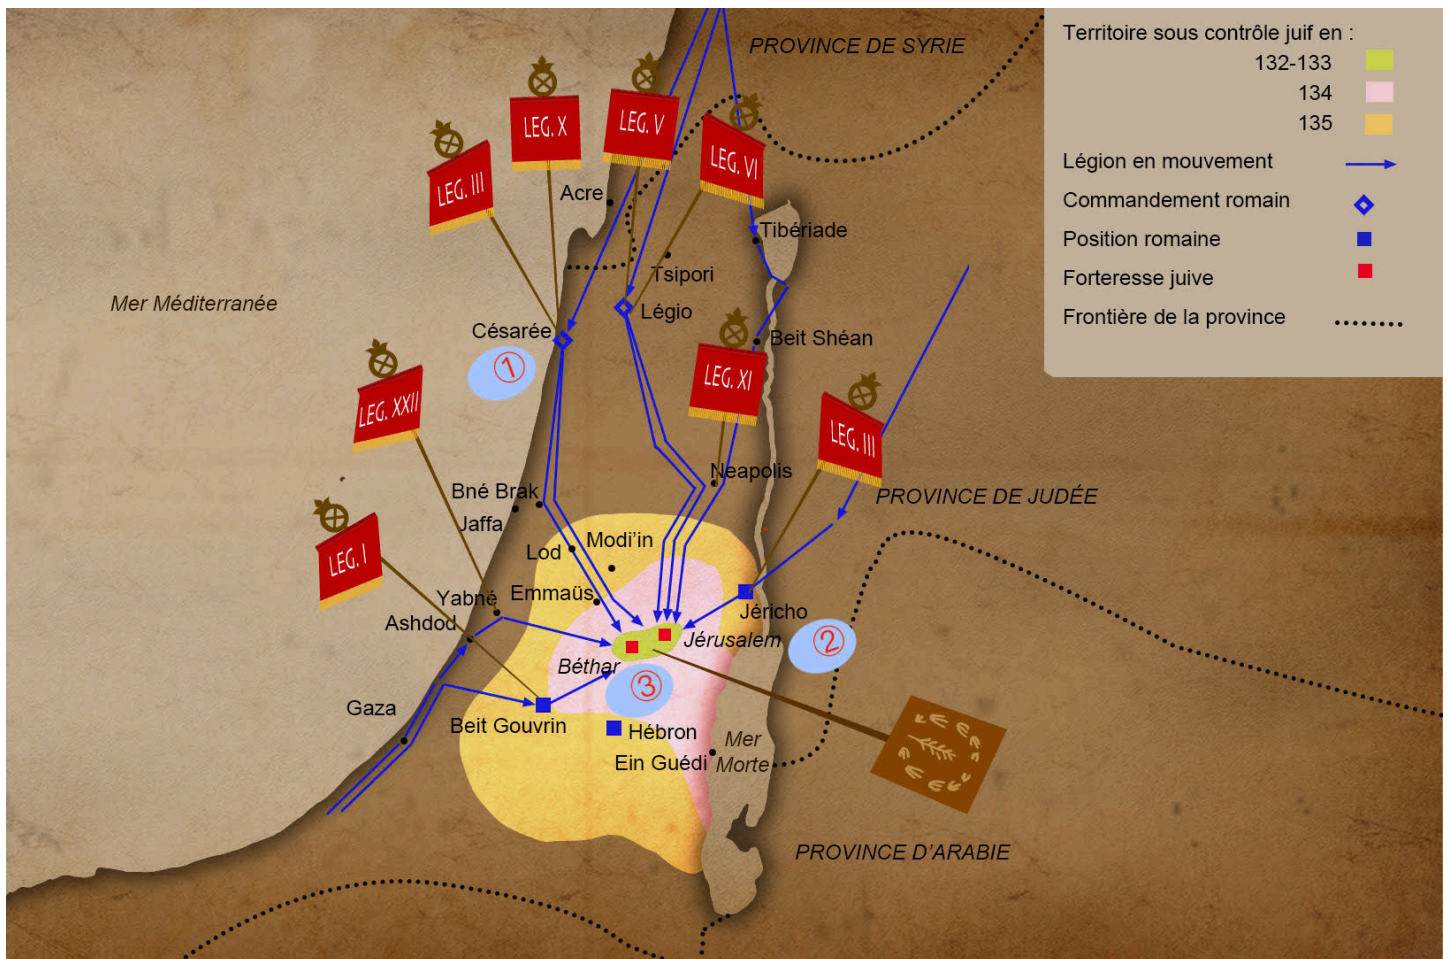 PROVINCE DE SYRIE
Territoire sous contrôle juif en :
132-133
134
135
Légion en mouvement
Commandement romain
Position romaine
Forteresse juive
Frontière de la province
LEG. X
LEG. V
LEG. VI
LEG. III
Acre
Tibériade
Tsipori
Mer Méditerranée
Légio
Césarée
Beit Shéan
1
LEG. XI
LEG. XXII
LEG. III
Neapolis
Bné Brak
PROVINCE DE JUDÉE
Jaffa
Modi'in
Lod
LEG. I
Emmaüs
Yabné
Jéricho
Ashdod
Jérusalem
2
Béthar
3
Gaza
Beit Gouvrin
Hébron
Mer
Morte
Ein Guédi
PROVINCE D'ARABIE